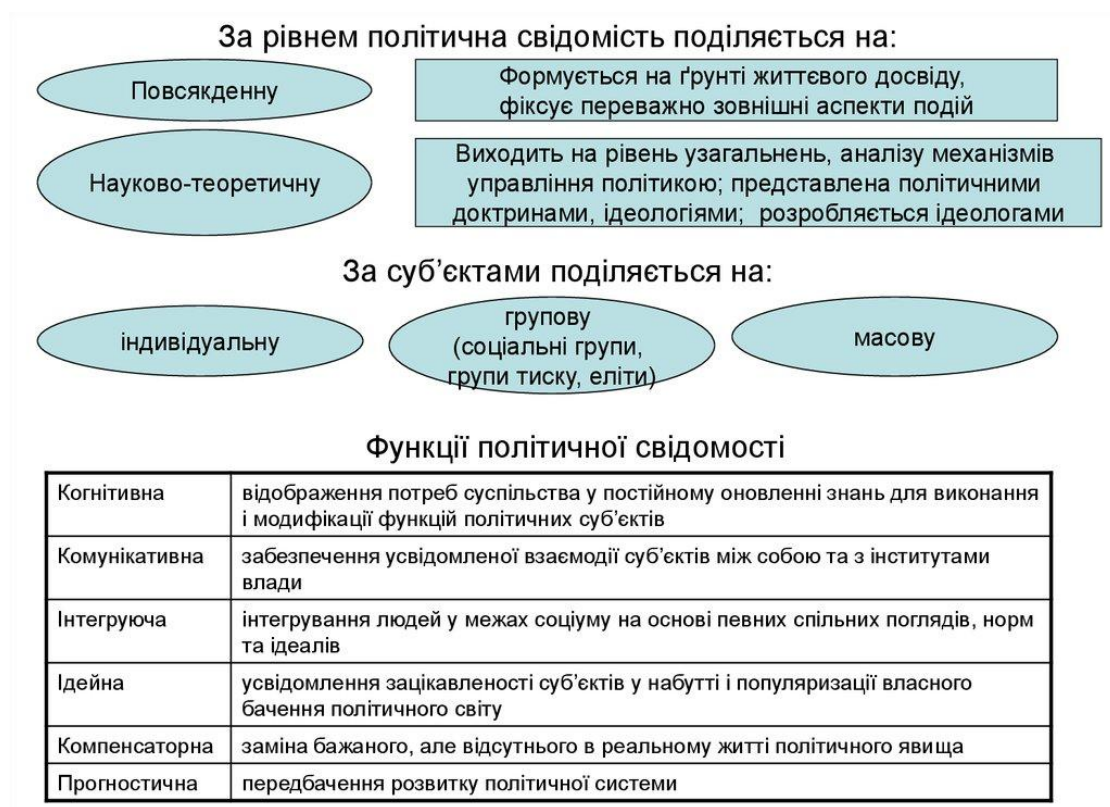 За рівнем політична свідомість поділяється на:
Повсякденну
Формується на ґрунті життєвого досвіду,
фіксує переважно зовнішні аспекти подій
Науково-теоретичну
Виходить на рівень узагальнень, аналізу механізмів
управління політикою; представлена політичними
доктринами, ідеологіями; розробляється ідеологами
За суб’єктами поділяється на:
індивідуальну
групову
(соціальні групи,
групи тиску, еліти)
масову
Функції політичної свідомості
Когнітивна
відображення потреб суспільства у постійному оновленні знань для виконання
і модифікації функцій політичних суб’єктів
Комунікативна
забезпечення усвідомленої взаємодії суб’єктів між собою та з інститутами
влади
Інтегруюча
інтегрування людей у межах соціуму на основі певних спільних поглядів, норм
та ідеалів
Ідейна
усвідомлення зацікавленості суб’єктів у набутті і популяризації власного
бачення політичного світу
Компенсаторна
заміна бажаного, але відсутнього в реальному житті політичного явища
Прогностична
передбачення розвитку політичної системи